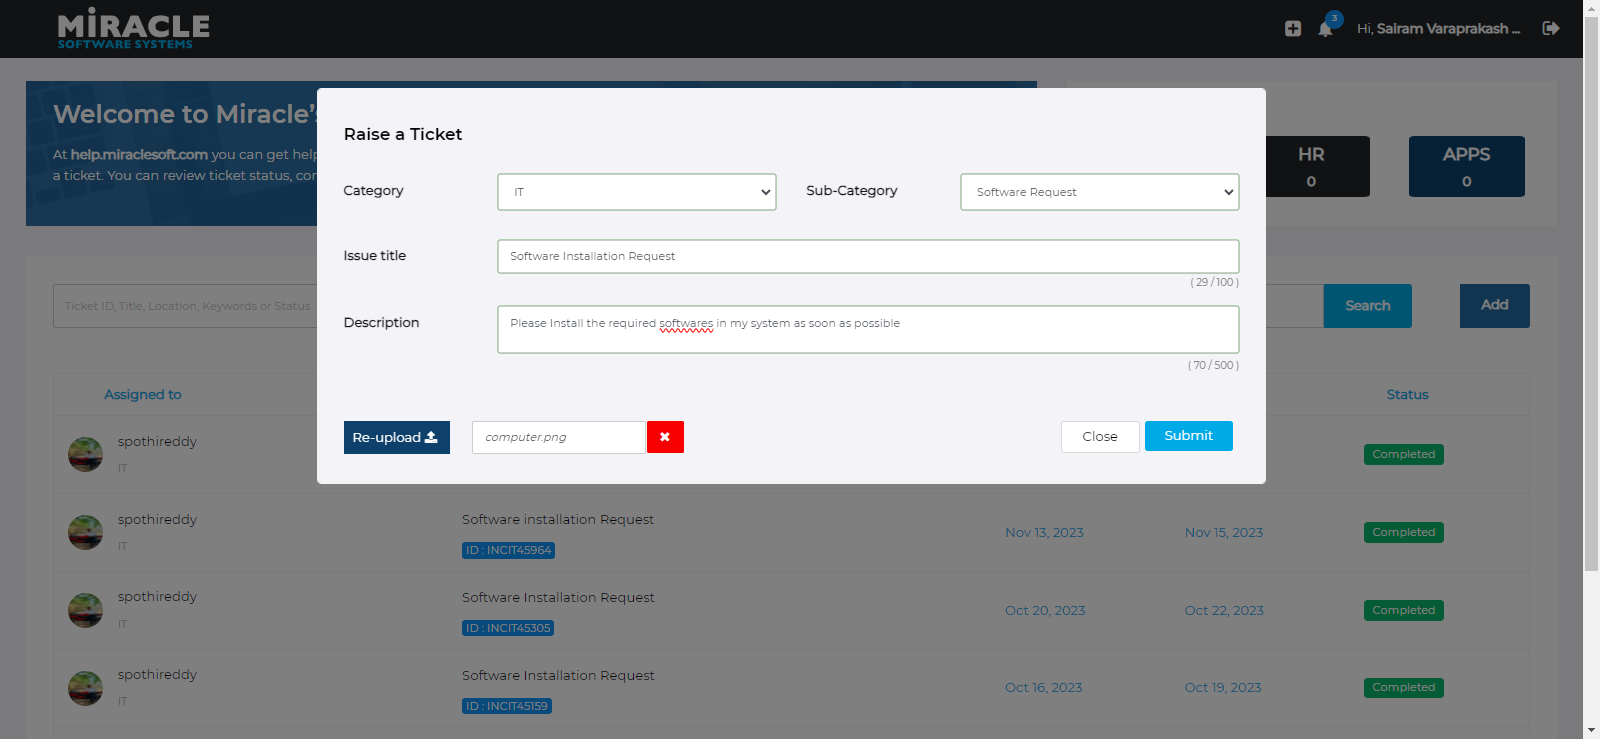 MiRACLE
SOFTWARE SYSTEMS
3
Hi, Sairam Varaprakash ...
Welcome to Miracle's
At help.miraclesoft.com you can get help
a ticket. You can review ticket status, con
HR
0
APPS
0
Raise a Ticket
Category
IT
Sub-Category
Software Request
Issue title
Software Installation Request
( 29 / 100 )
Description
Please Install the required softwares in my system as soon as possible
( 70 / 500 )
Re-upload
computer.png
Close
Submit
Ticket ID, Title, Location, Keywords or Status
Search
Add
Assigned to
Status
spothireddy
IT
Completed
spothireddy
IT
Software installation Request
ID : INCIT45964
Nov 13, 2023
Nov 15, 2023
Completed
spothireddy
IT
Software Installation Request
ID : INCIT45305
Oct 20, 2023
Oct 22, 2023
Completed
spothireddy
IT
Software Installation Request
ID : INCIT45159
Oct 16, 2023
Oct 19, 2023
Completed